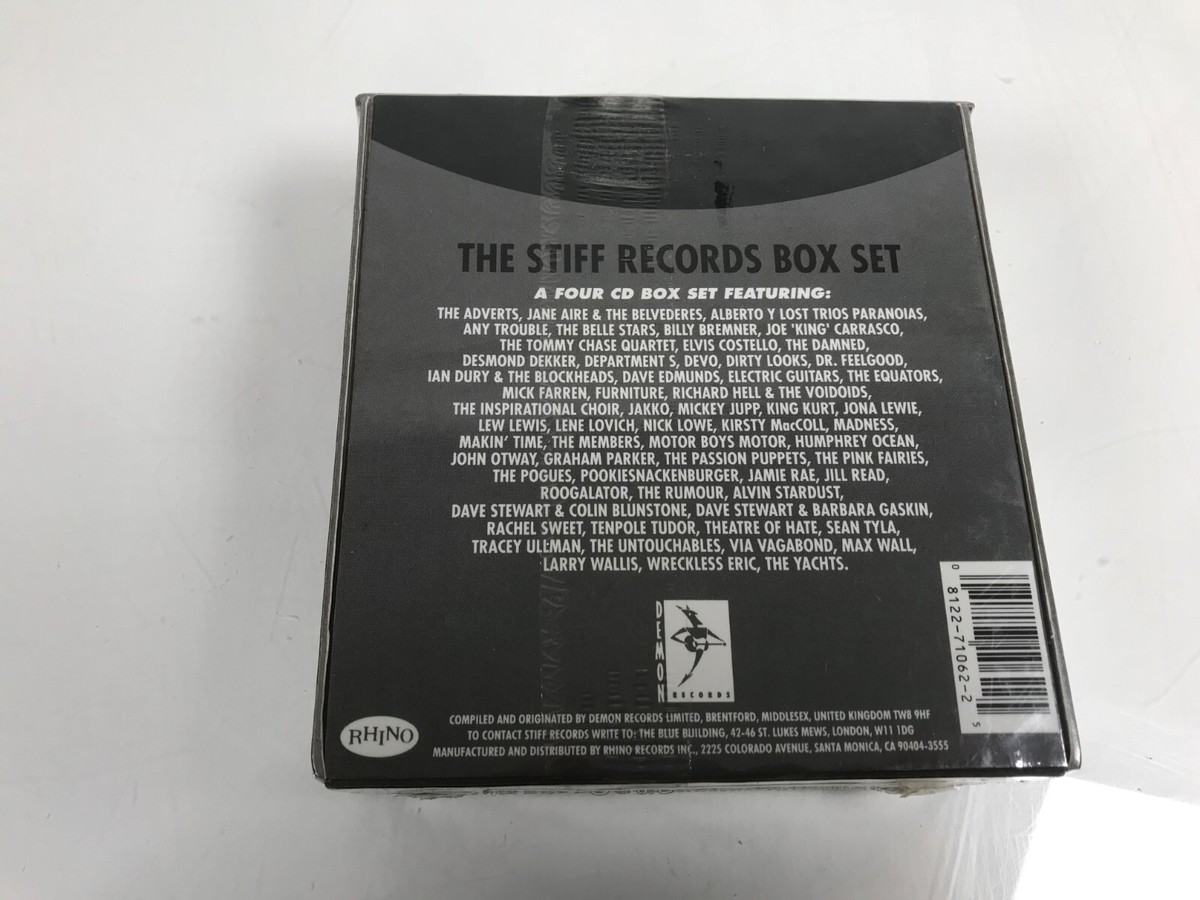 THE STIFF RECORDS BOX SET
A FOUR CD BOX SET FEATURING:
THE ADVERTS, JANE AIRE & THE BELVEDERES, ALBERTO Y LOST TRIOS PARANOIAS,
ANY TROUBLE, THE BELLE STARS, BILLY BREMNER, JOE 'KING' CARRASCO,
THE TOMMY CHASE QUARTET, ELVIS COSTELLO, THE DAMNED,
DESMOND DEKKER, DEPARTMENT S, DEVO, DIRTY LOOKS, DR. FEELGOOD,
IAN DURY & THE BLOCKHEADS, DAVE EDMUNDS, ELECTRIC GUITARS, THE EQUATORS,
MICK FARREN, FURNITURE, RICHARD HELL & THE VOIDOIDS,
THE INSPIRATIONAL CHOIR, JAKKO, MICKEY JUPP, KING KURT, JONA LEWIE,
LEW LEWIS, LENE LOVICH, NICK LOWE, KIRSTY MacCOLL, MADNESS,
MAKIN' TIME, THE MEMBERS, MOTOR BOYS MOTOR, HUMPHREY OCEAN,
JOHN OTWAY, GRAHAM PARKER, THE PASSION PUPPETS, THE PINK FAIRIES,
THE POGUES, POOKIESNACKENBURGER, JAMIE RAE, JILL READ,
ROOGALATOR, THE RUMOUR, ALVIN STARDUST,
DAVE STEWART & COLIN BLUNSTONE, DAVE STEWART & BARBARA GASKIN,
RACHEL SWEET, TENPOLE TUDOR, THEATRE OF HATE, SEAN TYLA,
TRACEY ULLMAN, THE UNTOUCHABLES, VIA VAGABOND, MAX WALL,
LARRY WALLIS, WRECKLESS ERIC, THE YACHTS.
0 8122-71062-2 5
DEMON
RECORDS
RHINO
COMPILED AND ORIGINATED BY DEMON RECORDS LIMITED, BRENTFORD, MIDDLESEX, UNITED KINGDOM TW8 9HF
TO CONTACT STIFF RECORDS WRITE TO: THE BLUE BUILDING, 42-46 ST. LUKES MEWS, LONDON, W11 1DG
MANUFACTURED AND DISTRIBUTED BY RHINO RECORDS INC., 2225 COLORADO AVENUE, SANTA MONICA, CA 90404-3555